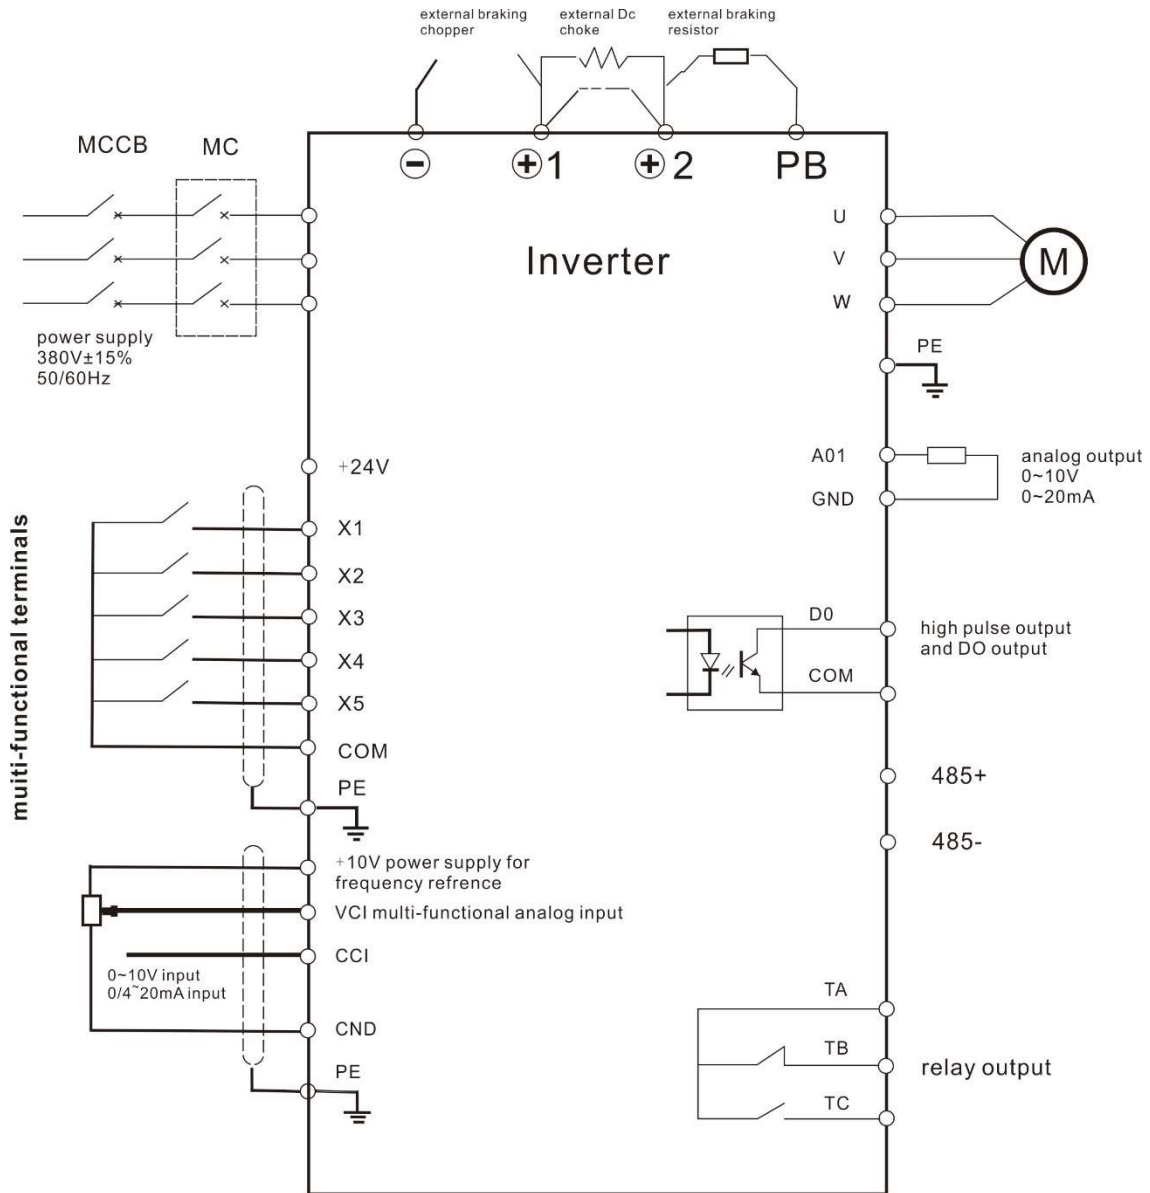 external braking
chopper
external Dc
choke
external braking
resistor
MCCB
MC
⊖
⊕1
⊕2
PB
Inverter
U
V
W
M
PE
power supply
380V±15%
50/60Hz
+24V
A01
GND
analog output
0~10V
0~20mA
muiti-functional terminals
X1
X2
X3
X4
X5
COM
PE
D0
COM
high pulse output
and DO output
485+
485-
+10V power supply for
frequency refrence
VCI multi-functional analog input
CCI
0~10V input
0/4~20mA input
CND
PE
TA
TB
TC
relay output